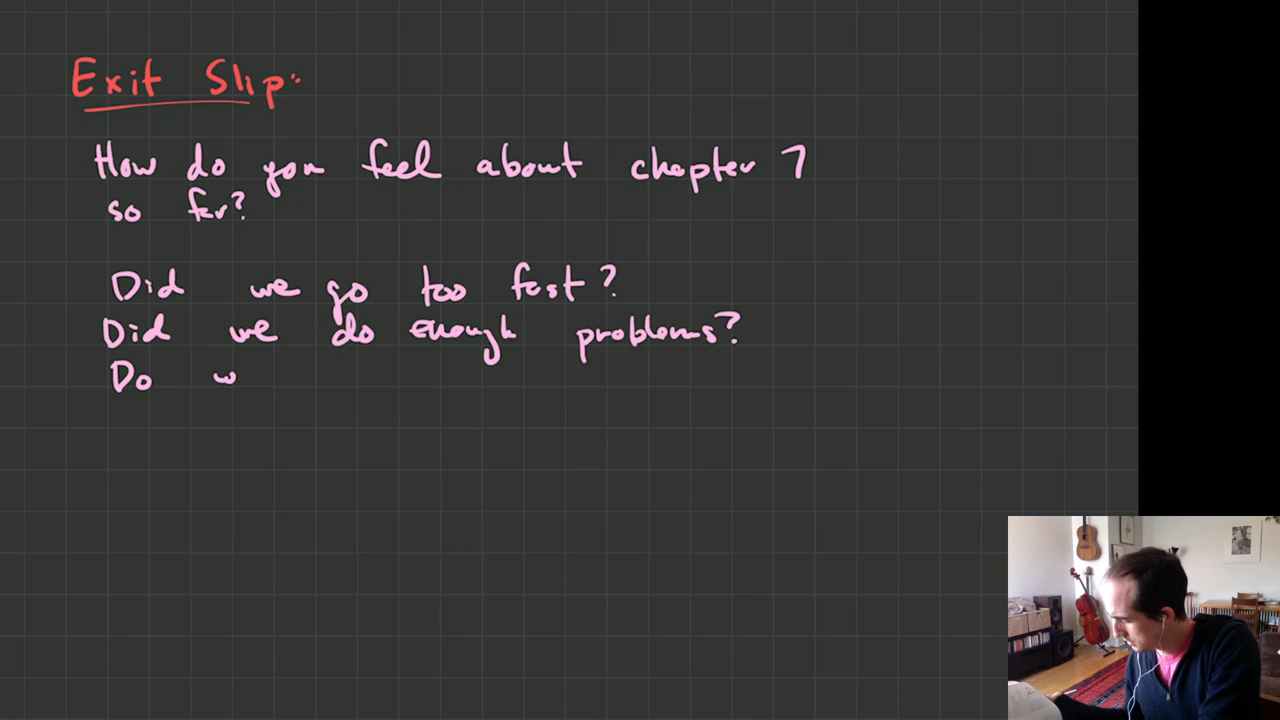 Exit Slip:
How do you feel about chapter 7
so far?
Did we go too fast?
Did we do enough problems?
Do w